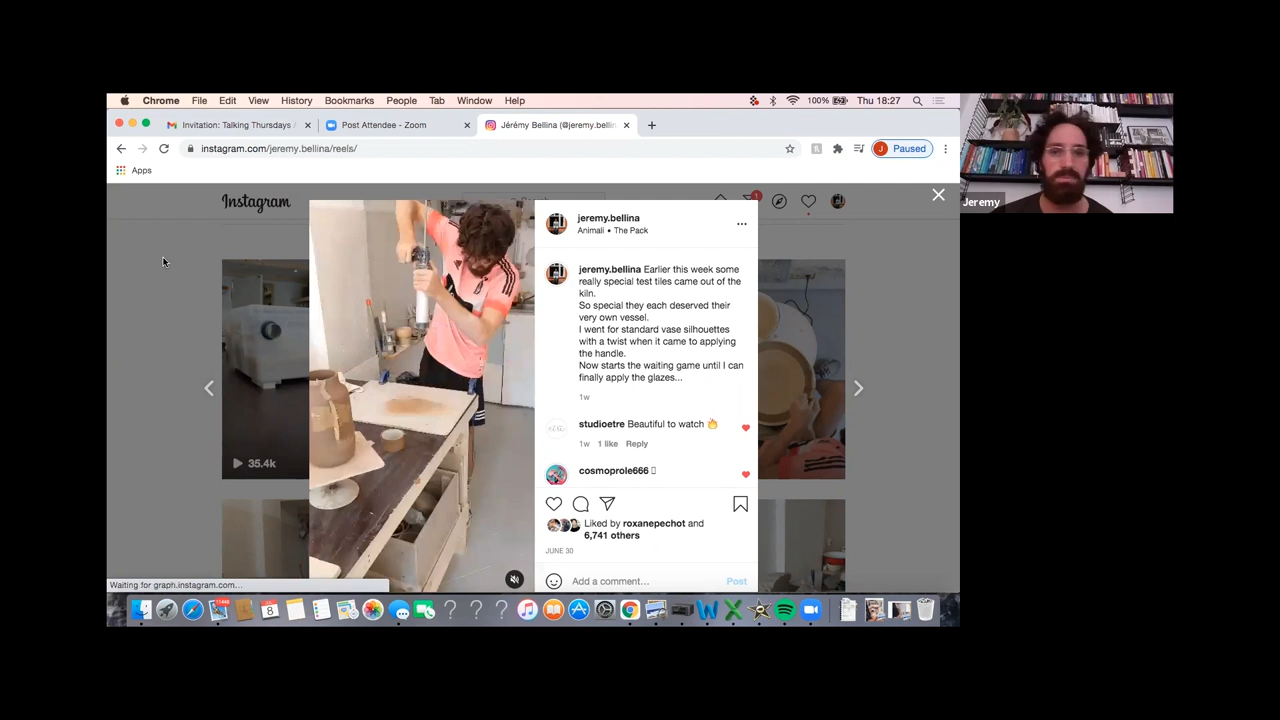 Chrome File Edit View History Bookmarks People Tab Window Help 100% Thu 18:27
Invitation: Talking Thursdays / Post Attendee - Zoom Jérémy Bellina (@jeremy.bellin
instagram.com/jeremy.bellina/reels/ J Paused
Apps
Instagram
Jeremy
jeremy.bellina
Animali • The Pack
jeremy.bellina Earlier this week some
really special test tiles came out of the
kiln.
So special they each deserved their
very own vessel.
I went for standard vase silhouettes
with a twist when it came to applying
the handle.
Now starts the waiting game until I can
finally apply the glazes...
1w
studioetre Beautiful to watch 🔥
1w 1 like Reply
cosmoprole666
35.4k
Liked by roxanepechot and
6,741 others
JUNE 30
Add a comment... Post
Waiting for graph.instagram.com...
8